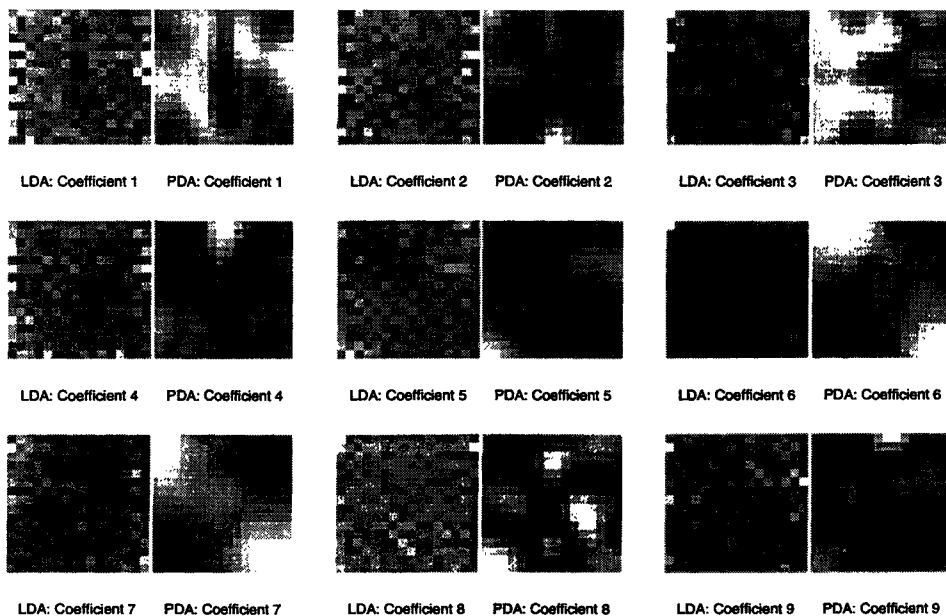 LDA: Coefficient 1 PDA: Coefficient 1 LDA: Coefficient 2 PDA: Coefficient 2 LDA: Coefficient 3 PDA: Coefficient 3
LDA: Coefficient 4 PDA: Coefficient 4 LDA: Coefficient 5 PDA: Coefficient 5 LDA: Coefficient 6 PDA: Coefficient 6
LDA: Coefficient 7 PDA: Coefficient 7 LDA: Coefficient 8 PDA: Coefficient 8 LDA: Coefficient 9 PDA: Coefficient 9